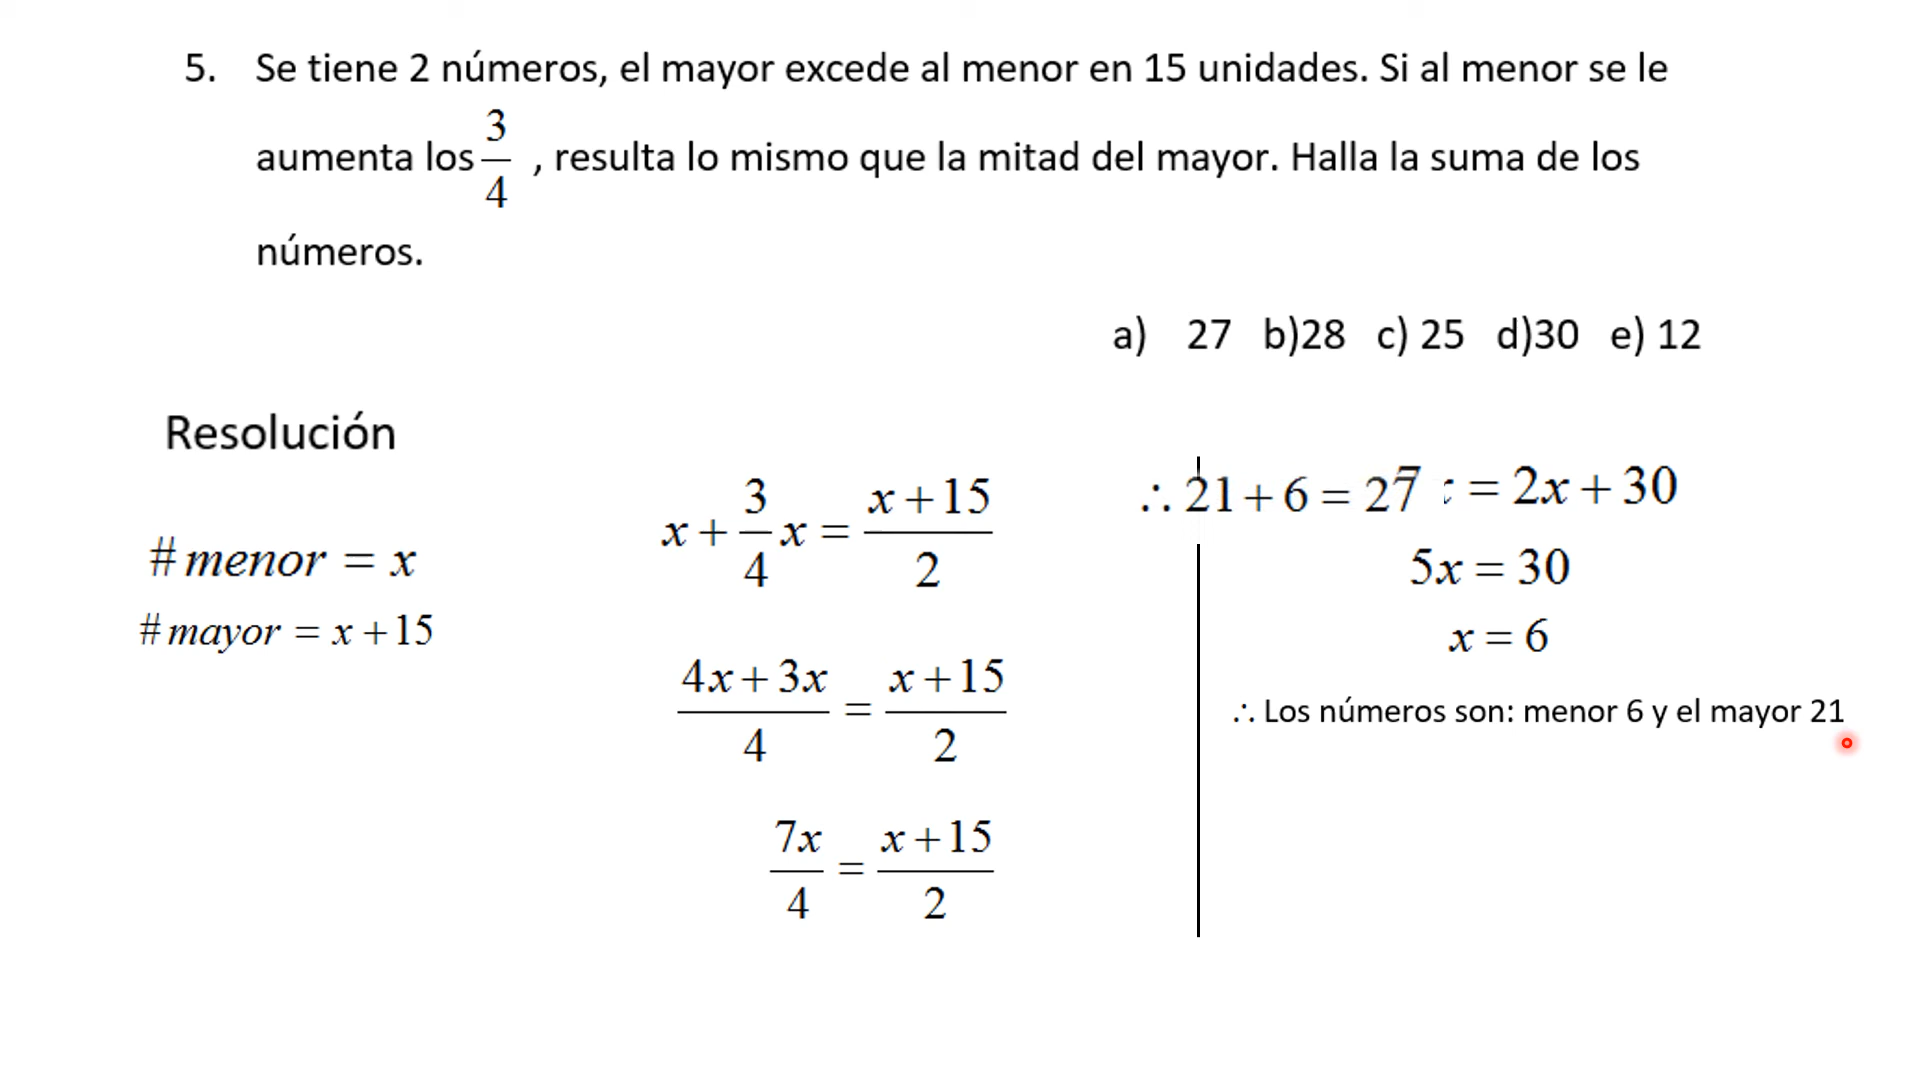 5. Se tiene 2 números, el mayor excede al menor en 15 unidades. Si al menor se le
aumenta los 3/4 , resulta lo mismo que la mitad del mayor. Halla la suma de los
números.
a) 27 b)28 c) 25 d)30 e) 12
Resolución
#menor = x
#mayor = x +15
x + 3/4 x = (x +15)/2
(4x + 3x)/4 = (x +15)/2
7x/4 = (x +15)/2
∴ 21 + 6 = 27
= 2x + 30
5x = 30
x = 6
∴ Los números son: menor 6 y el mayor 21